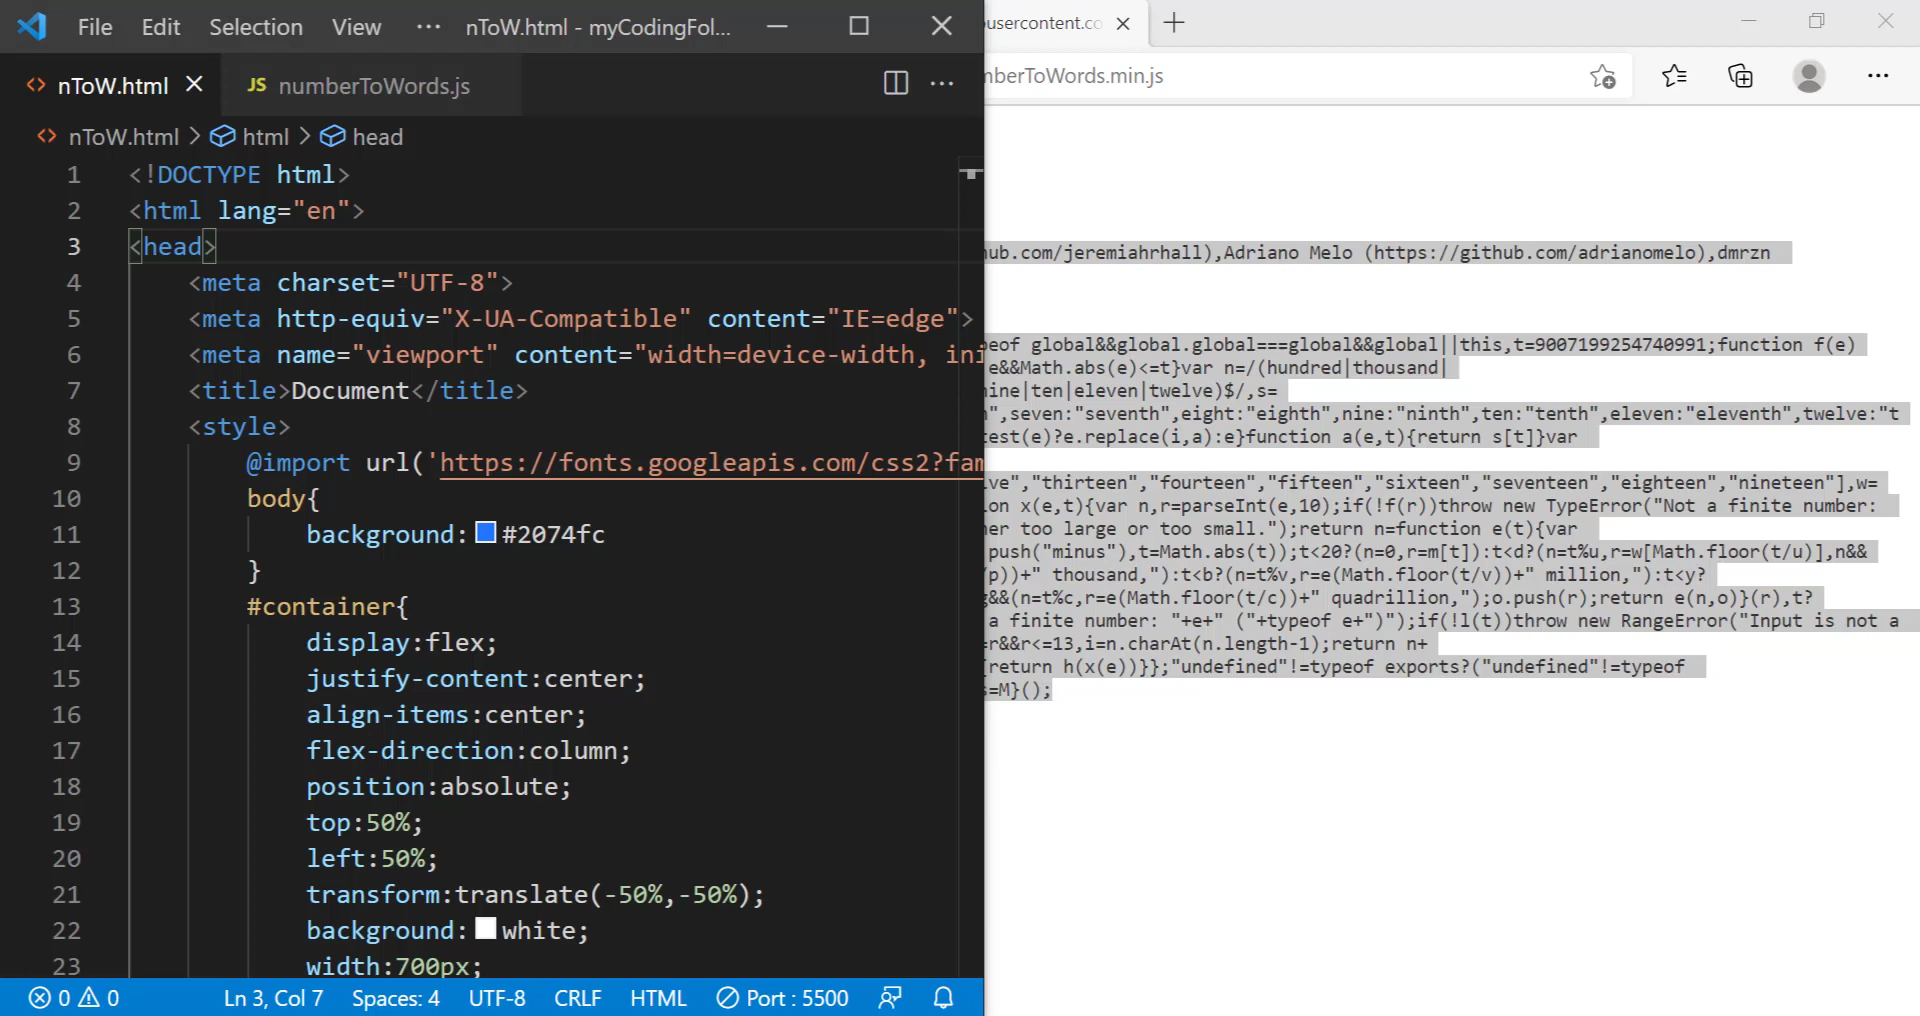 File Edit Selection View ··· nToW.html - myCodingFol...
nToW.html JS numberToWords.js
nToW.html > html > head
1 <!DOCTYPE html>
2 <html lang="en">
3 <head>
4 <meta charset="UTF-8">
5 <meta http-equiv="X-UA-Compatible" content="IE=edge">
6 <meta name="viewport" content="width=device-width, ini
7 <title>Document</title>
8 <style>
9 @import url('https://fonts.googleapis.com/css2?fam
10 body{
11 background:#2074fc
12 }
13 #container{
14 display:flex;
15 justify-content:center;
16 align-items:center;
17 flex-direction:column;
18 position:absolute;
19 top:50%;
20 left:50%;
21 transform:translate(-50%,-50%);
22 background:white;
23 width:700px;
0 0 Ln 3, Col 7 Spaces: 4 UTF-8 CRLF HTML Port : 5500
usercontent.co
nberToWords.min.js
ub.com/jeremiahrhall),Adriano Melo (https://github.com/adrianomelo),dmrzn
eof global&&global.global===global&&global||this,t=9007199254740991;function f(e)
e&&Math.abs(e)<=t}var n=/(hundred|thousand|
ine|ten|eleven|twelve)$/,s=
",seven:"seventh",eight:"eighth",nine:"ninth",ten:"tenth",eleven:"eleventh",twelve:"t
test(e)?e.replace(i,a):e}function a(e,t){return s[t]}var
lve","thirteen","fourteen","fifteen","sixteen","seventeen","eighteen","nineteen"],w=
on x(e,t){var n,r=parseInt(e,10);if(!f(r))throw new TypeError("Not a finite number:
er too large or too small.");return n=function e(t){var
push("minus"),t=Math.abs(t));t<20?(n=0,r=m[t]):t<d?(n=t%u,r=w[Math.floor(t/u)],n&&
/p))+" thousand,"):t<b?(n=t%v,r=e(Math.floor(t/v))+" million,"):t<y?
g&&(n=t%c,r=e(Math.floor(t/c))+" quadrillion,");o.push(r);return e(n,o)}(r),t?
a finite number: "+e+" ("+typeof e+")");if(!l(t))throw new RangeError("Input is not a
=r&&r<=13,i=n.charAt(n.length-1);return n+
{return h(x(e))}};"undefined"!=typeof exports?("undefined"!=typeof
s=M}();